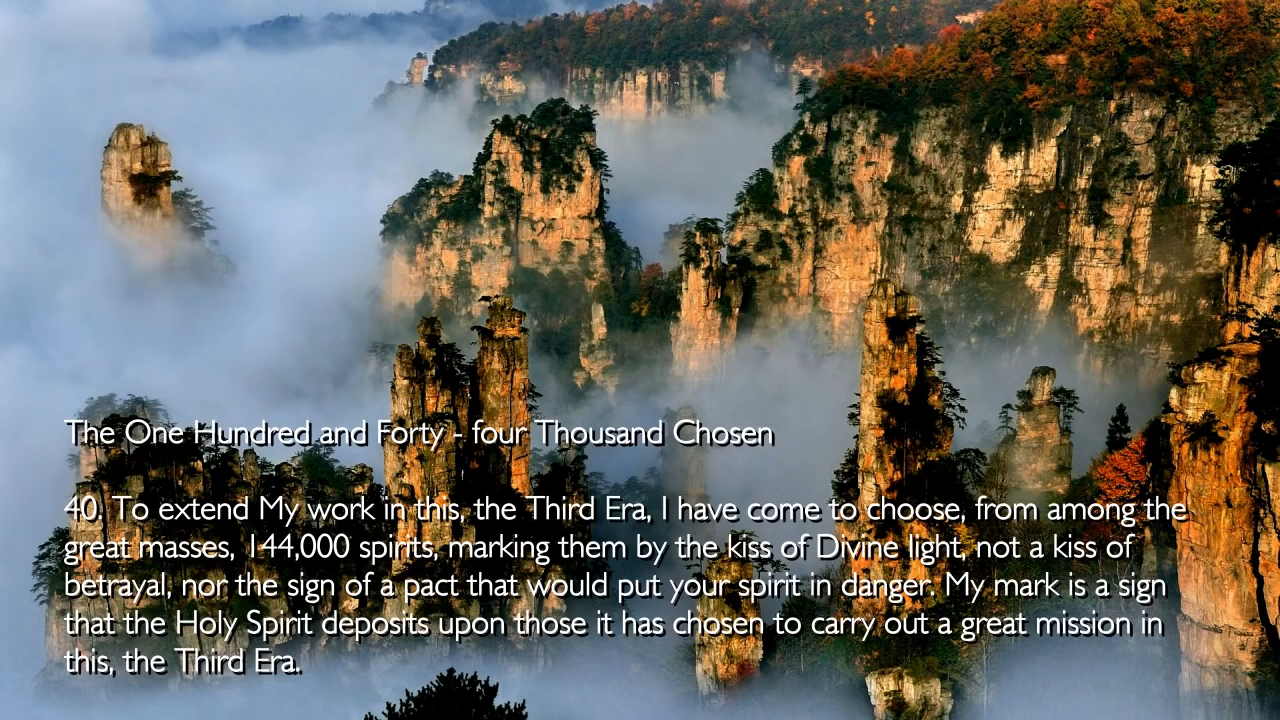 The One Hundred and Forty - four Thousand Chosen
40. To extend My work in this, the Third Era, I have come to choose, from among the
great masses, 144,000 spirits, marking them by the kiss of Divine light, not a kiss of
betrayal, nor the sign of a pact that would put your spirit in danger. My mark is a sign
that the Holy Spirit deposits upon those it has chosen to carry out a great mission in
this, the Third Era.